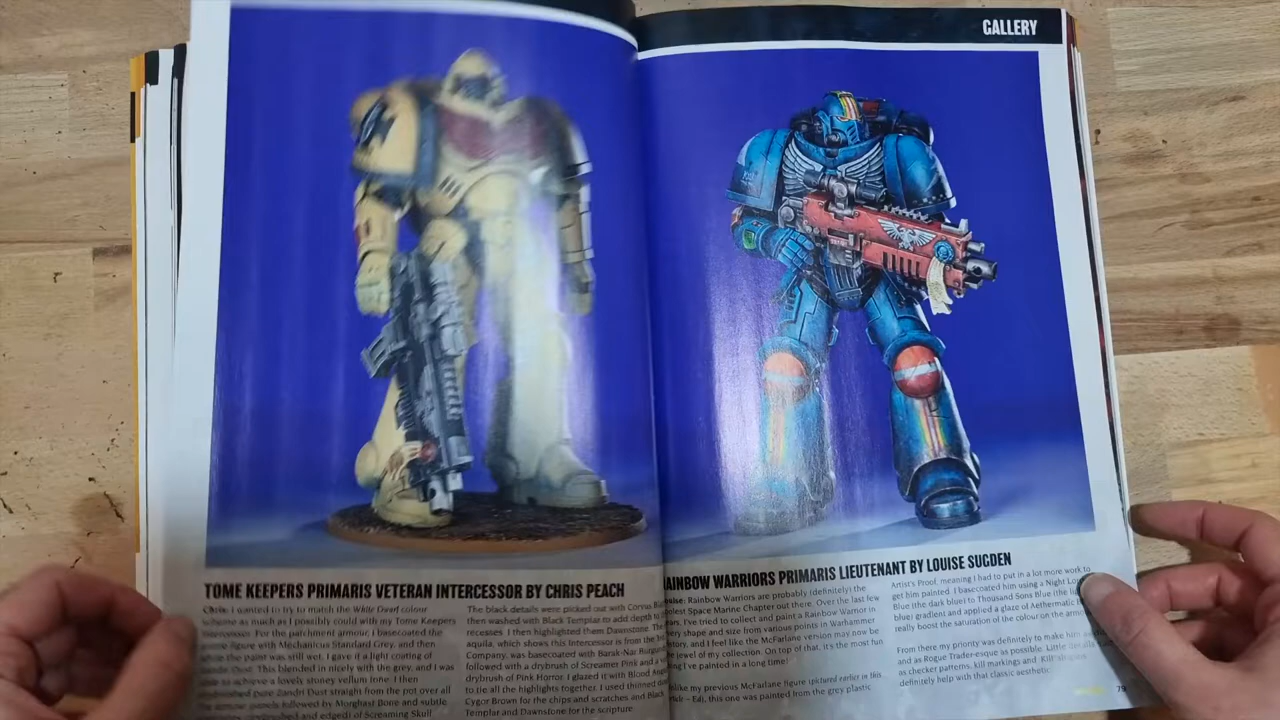 GALLERY
TOME KEEPERS PRIMARIS VETERAN INTERCESSOR BY CHRIS PEACH
Chris: I wanted to try to match the White Dwarf colour
scheme as much as I possibly could with my Tome Keepers
Intercessor. For the parchment armour, I basecoated the
entire figure with Mechanicus Standard Grey, and then
while the paint was still wet, I gave it a light coating of
Zandri Dust. This blended in nicely with the grey, and I was
able to achieve a lovely stoney vellum tone. I then
drybrushed pure Zandri Dust straight from the pot over all
the armour panels followed by Morghast Bone and subtle
edged) of Screaming Skull
The black details were picked out with Corvus
then washed with Black Templar to add depth to
recesses. I then highlighted them Dawnstone. The
aquila, which shows this Intercessor is from the
Company, was basecoated with Barak-Nar Burgundy
followed with a drybrush of Screamer Pink and a
drybrush of Pink Horror. I glazed it with Blood
to tie all the highlights together. I used thinned
Cygor Brown for the chips and scratches and Black
Templar and Dawnstone for the scripture
RAINBOW WARRIORS PRIMARIS LIEUTENANT BY LOUISE SUGDEN
Rainbow Warriors are probably (definitely) the
Space Marine Chapter out there. Over the last few
I've tried to collect and paint a Rainbow Warrior in
shape and size from various points in Warhammer
and I feel like the McFarlane version may now be
jewel of my collection. On top of that, it's the most fun
I've painted in a long time!
like my previous McFarlane figure (pictured earlier in this
– Ed), this one was painted from the grey plastic
Artist's Proof, meaning I had to put in a lot more work to
get him painted. I basecoated him using a Night Lords
Blue (the dark blue) to Thousand Sons Blue (the
blue) gradient and applied a glaze of Aethermatic
really boost the saturation of the colour on the
From there my priority was definitely to make him
and as Rogue Trader-esque as possible. Little
as checker patterns, kill markings and 'Kill'
definitely help with that classic aesthetic.
79